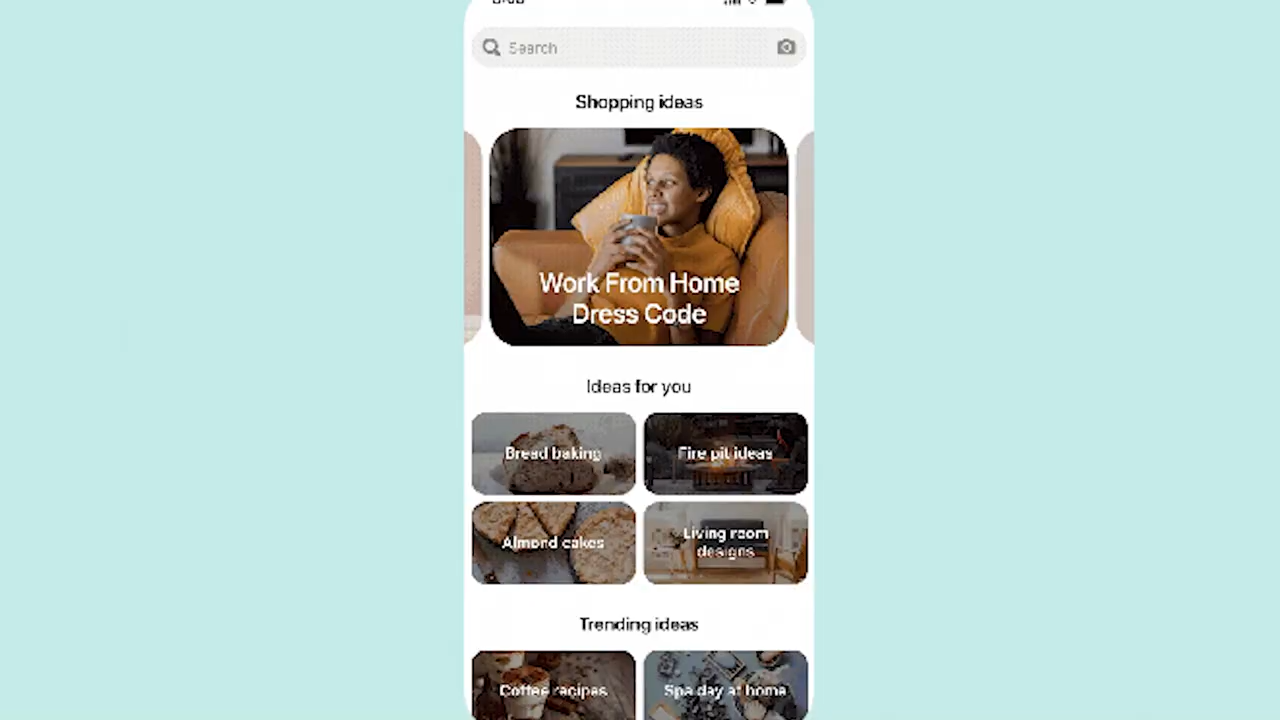 Search
Shopping ideas
Work From Home
Dress Code
Ideas for you
Bread baking
Fire pit ideas
Almond cakes
Living room
designs
Trending ideas
Coffee recipes
Spa day at home